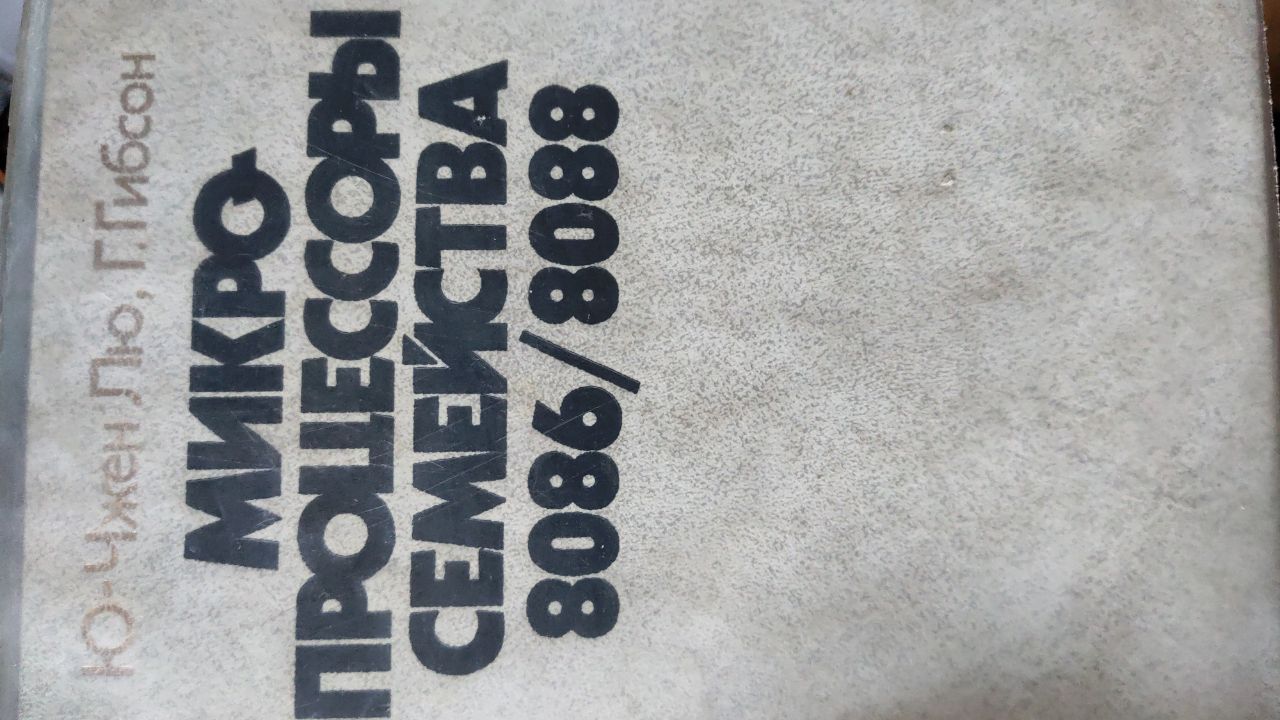 Ю-Чжен Лю, Г. Гибсон
МИКРО-
ПРОЦЕССОРЫ
СЕМЕЙСТВА
8086/8088